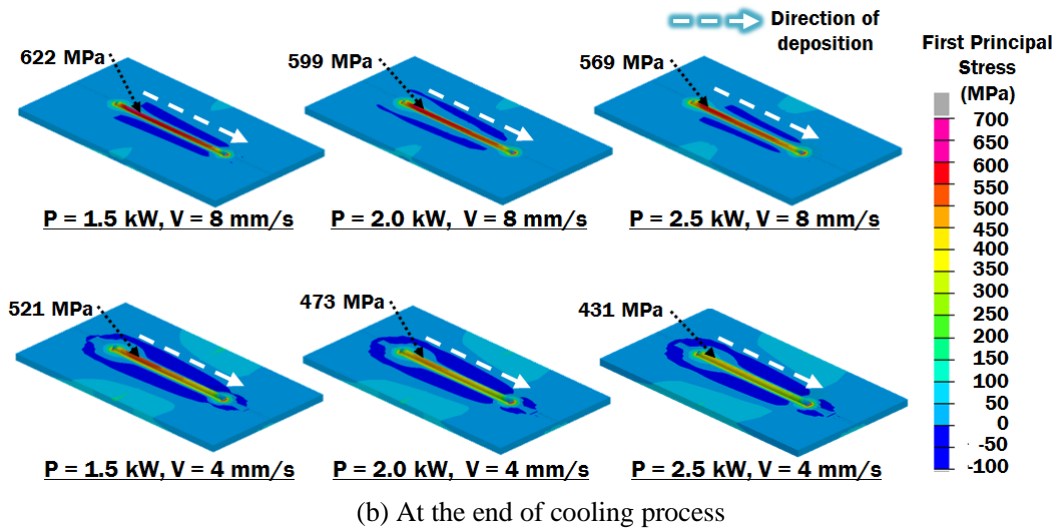 Direction of
deposition
First Principal
Stress
(MPa)
622 MPa
599 MPa
569 MPa
P = 1.5 kW, V = 8 mm/s
P = 2.0 kW, V = 8 mm/s
P = 2.5 kW, V = 8 mm/s
521 MPa
473 MPa
431 MPa
P = 1.5 kW, V = 4 mm/s
P = 2.0 kW, V = 4 mm/s
P = 2.5 kW, V = 4 mm/s
700
650
600
550
500
450
400
350
300
250
200
150
100
50
0
-50
-100
(b) At the end of cooling process